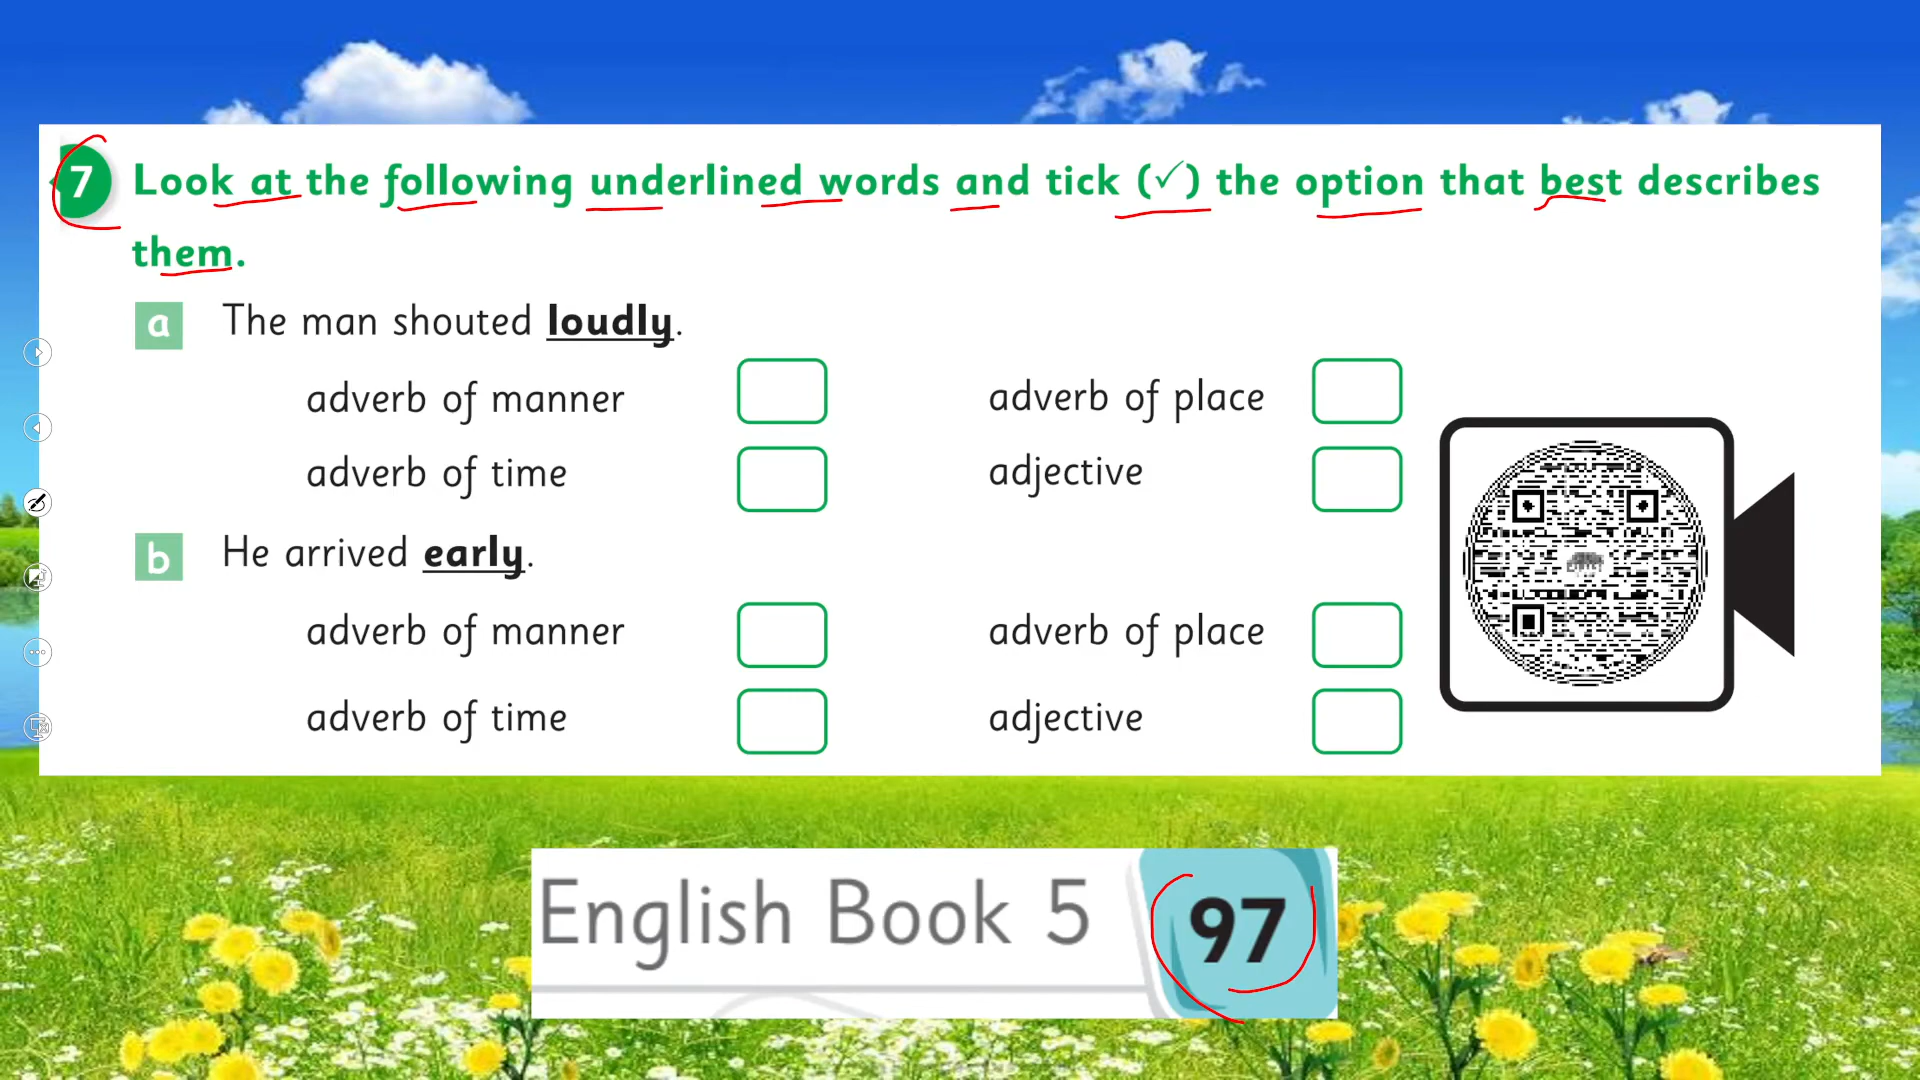 7 Look at the following underlined words and tick (✓) the option that best describes
them.
a The man shouted loudly.
adverb of manner adverb of place
adverb of time adjective
b He arrived early.
adverb of manner adverb of place
adverb of time adjective
English Book 5 97